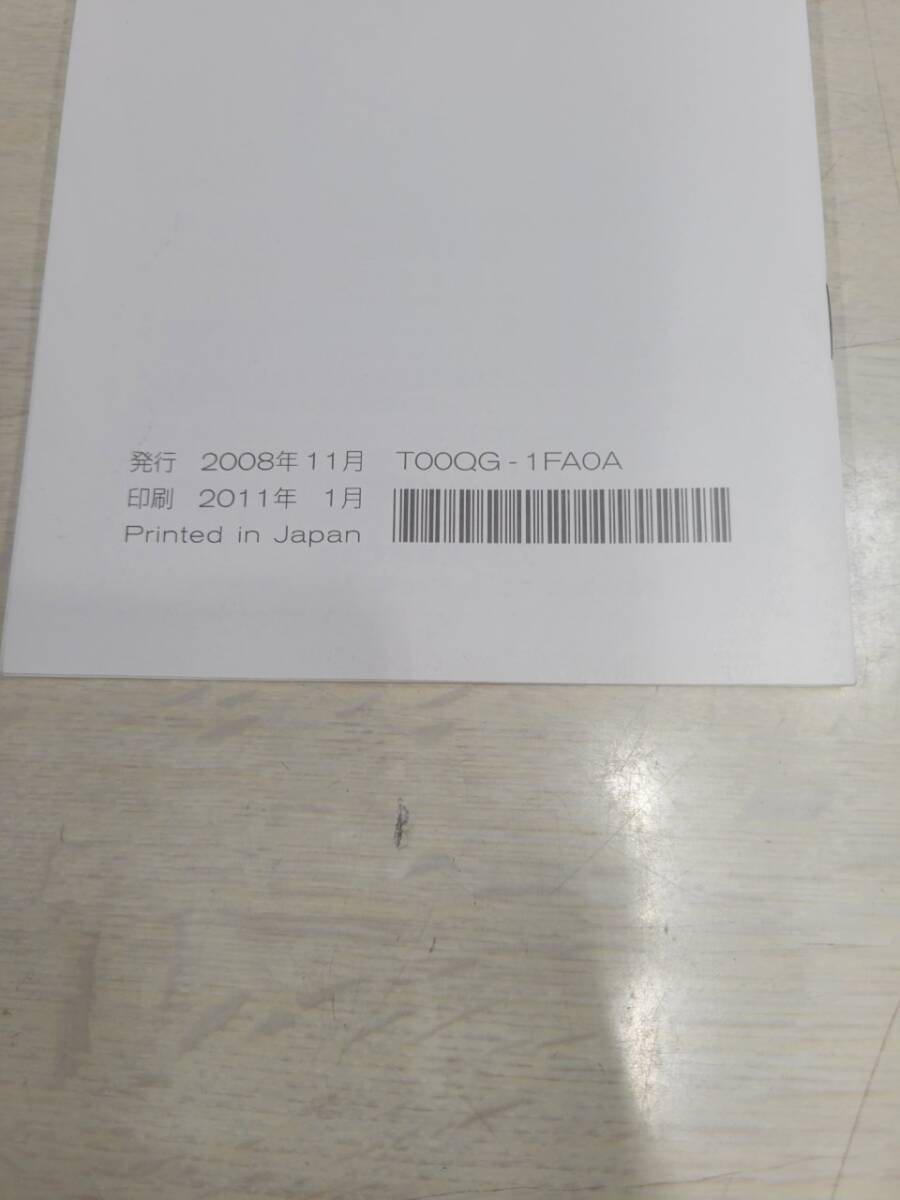 発行 2008年11月 T00QG-1FA0A
印刷 2011年 1月
Printed in Japan